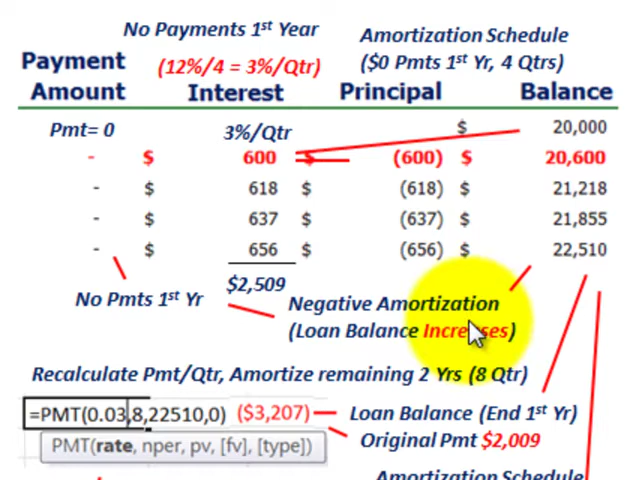 No Payments 1st Year
Amortization Schedule
($0 Pmts 1st Yr, 4 Qtrs)
(12%/4 = 3%/Qtr)
Payment Amount Interest Principal Balance
Pmt= 0 3%/Qtr $ 20,000
- $ 600 $ (600) $ 20,600
- $ 618 $ (618) $ 21,218
- $ 637 $ (637) 21,855
- $ 656 $ (656) $ 22,510
$2,509
No Pmts 1st Yr
Negative Amortization
(Loan Balance Increases)
Recalculate Pmt/Qtr, Amortize remaining 2 Yrs (8 Qtr)
=PMT(0.03,8,22510,0) ($3,207) Loan Balance (End 1st Yr)
Original Pmt $2,009
PMT(rate, nper, pv, [fv], [type])
Amortization Schedule